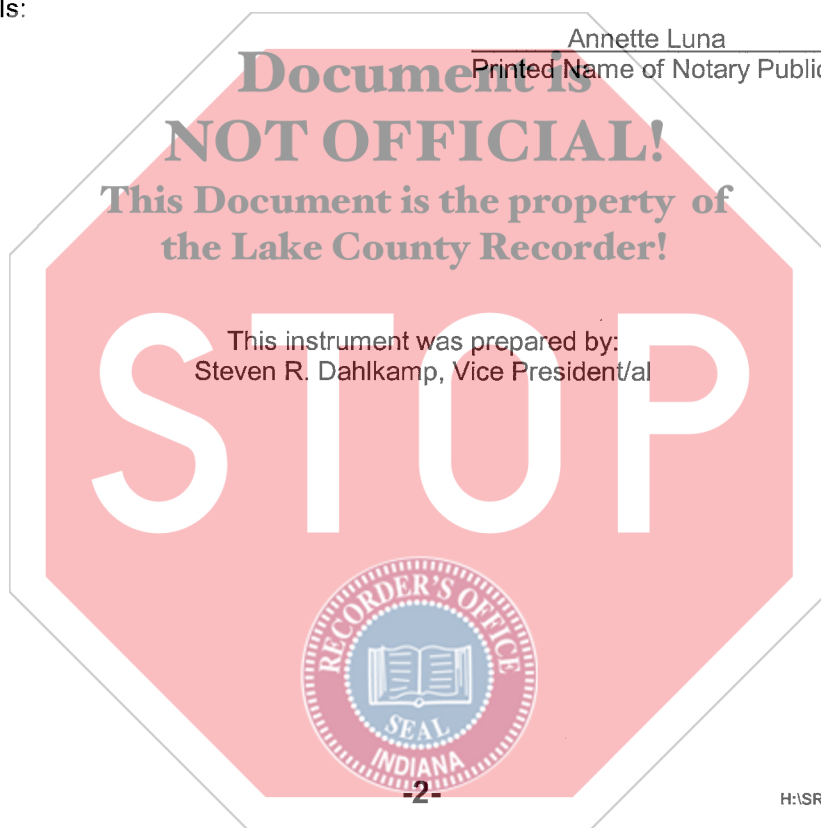 ls:
Annette Luna
Printed Name of Notary Public
Document is
NOT OFFICIAL!
This Document is the property of
the Lake County Recorder!
This instrument was prepared by:
Steven R. Dahlkamp, Vice President/al
STOP
RECORDER'S OFFICE
SEAL
INDIANA
-2-
H:\SR